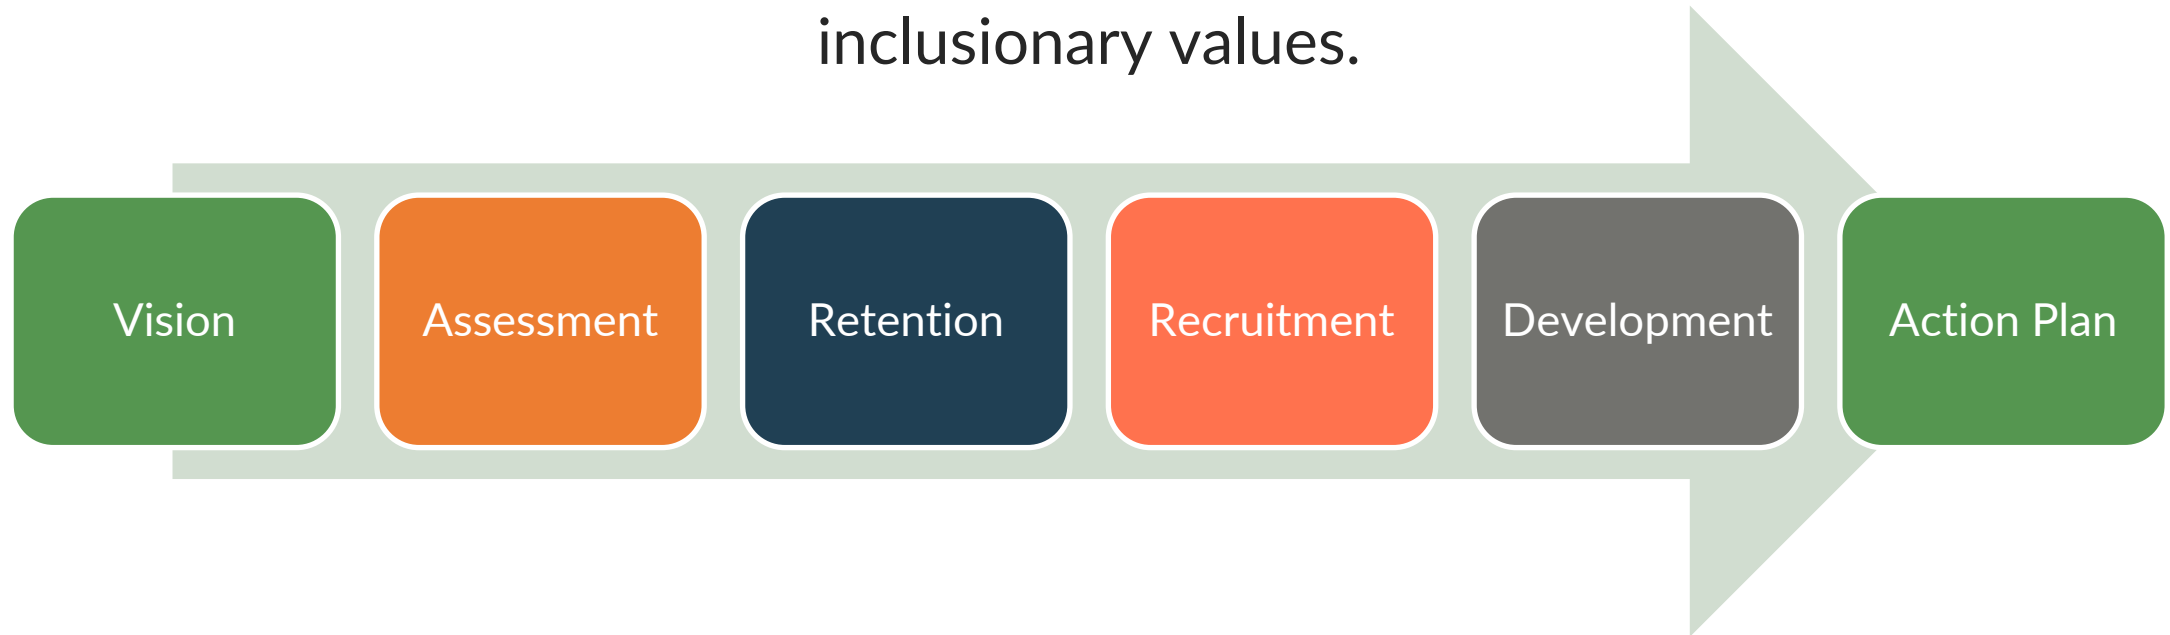 inclusionary values.
Vision
Assessment
Retention
Recruitment
Development
Action Plan